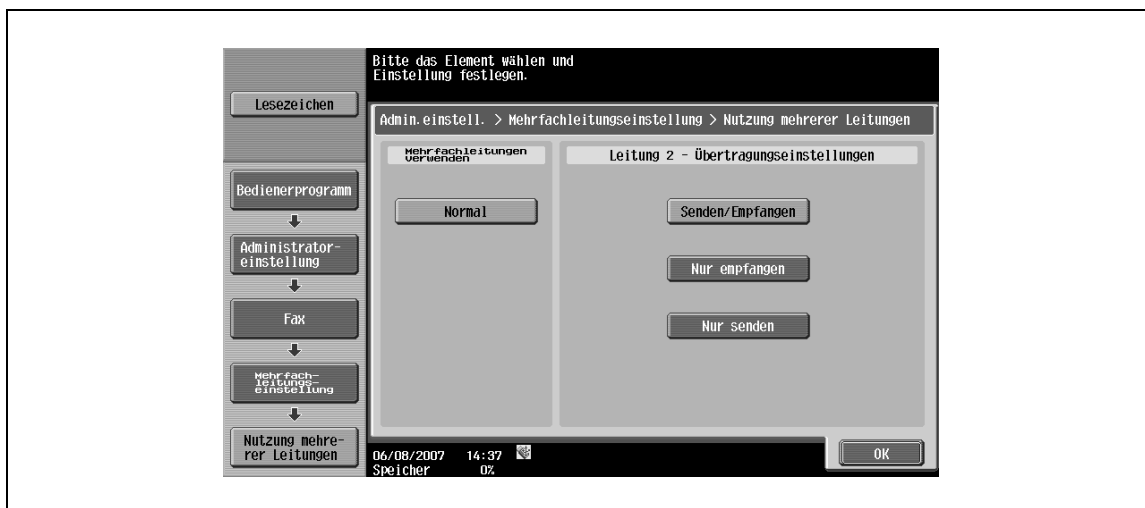 Bitte das Element wählen und
Einstellung festlegen.
Lesezeichen
Admin.einstell. > Mehrfachleitungseinstellung > Nutzung mehrerer Leitungen
Mehrfachleitungen
verwenden
Leitung 2 - Übertragungseinstellungen
Bedienerprogramm
Normal
Senden/Empfangen
Administrator-
einstellung
Nur empfangen
Fax
Nur senden
Mehrfach-
leitungs-
einstellung
Nutzung mehre-
rer Leitungen
06/08/2007 14:37
Speicher 0%
OK